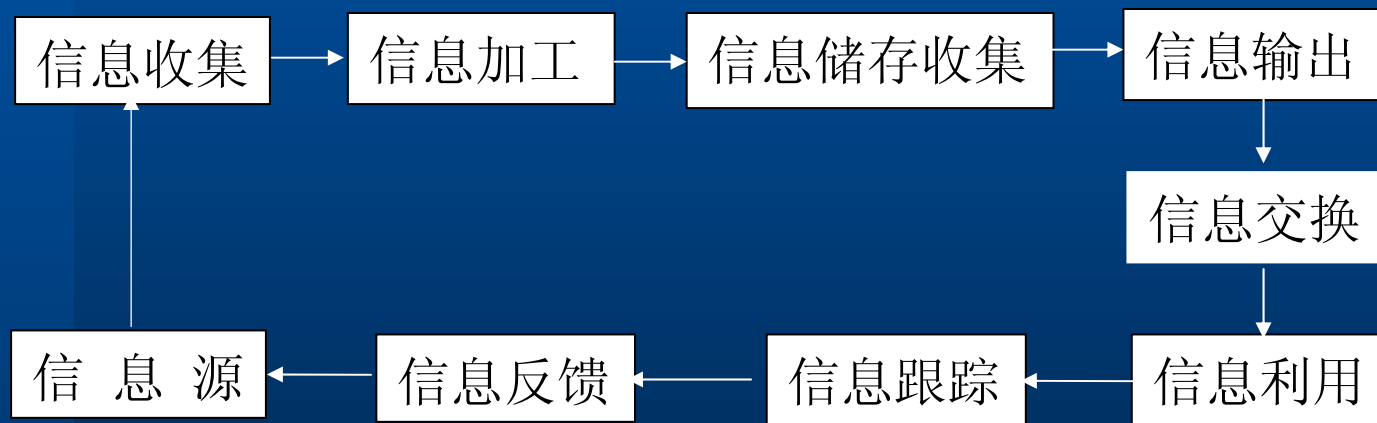 信息收集
信息加工
信息储存收集
信息输出
信息交换
信 息 源
信息反馈
信息跟踪
信息利用